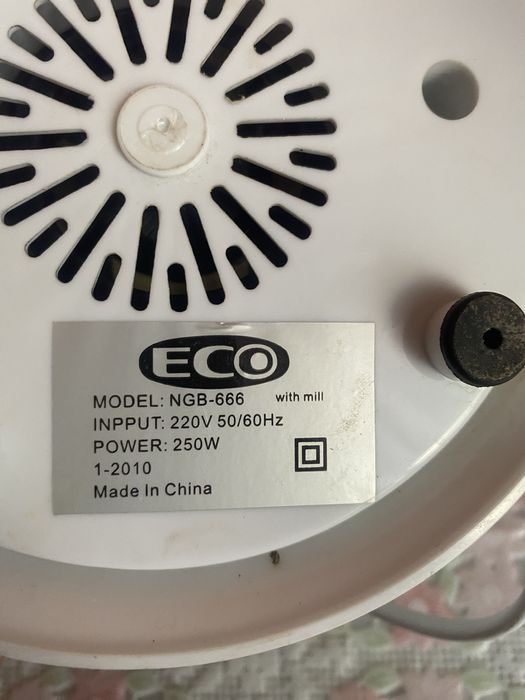 ECO
MODEL: NGB-666 with mill
INPPUT: 220V 50/60Hz
POWER: 250W
1-2010
Made In China